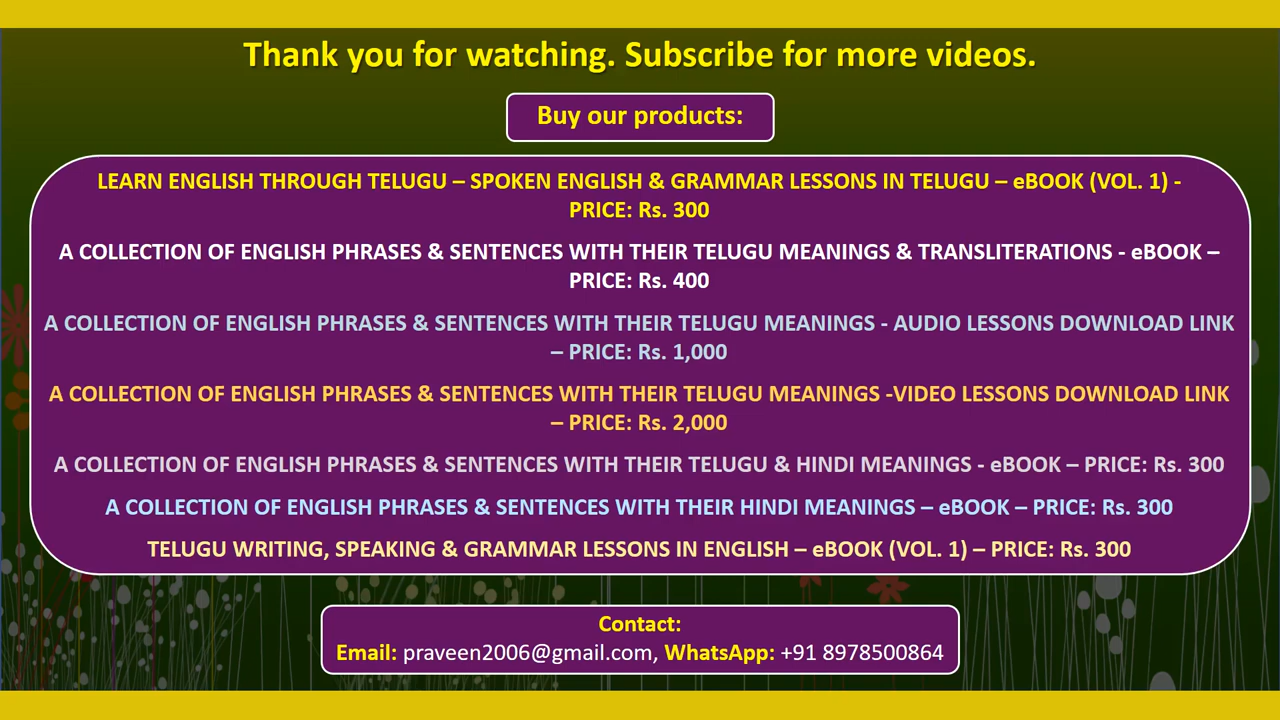 Thank you for watching. Subscribe for more videos.
Buy our products:
LEARN ENGLISH THROUGH TELUGU – SPOKEN ENGLISH & GRAMMAR LESSONS IN TELUGU – eBOOK (VOL. 1) -
PRICE: Rs. 300
A COLLECTION OF ENGLISH PHRASES & SENTENCES WITH THEIR TELUGU MEANINGS & TRANSLITERATIONS - eBOOK –
PRICE: Rs. 400
A COLLECTION OF ENGLISH PHRASES & SENTENCES WITH THEIR TELUGU MEANINGS - AUDIO LESSONS DOWNLOAD LINK
– PRICE: Rs. 1,000
A COLLECTION OF ENGLISH PHRASES & SENTENCES WITH THEIR TELUGU MEANINGS -VIDEO LESSONS DOWNLOAD LINK
– PRICE: Rs. 2,000
A COLLECTION OF ENGLISH PHRASES & SENTENCES WITH THEIR TELUGU & HINDI MEANINGS - eBOOK – PRICE: Rs. 300
A COLLECTION OF ENGLISH PHRASES & SENTENCES WITH THEIR HINDI MEANINGS – eBOOK – PRICE: Rs. 300
TELUGU WRITING, SPEAKING & GRAMMAR LESSONS IN ENGLISH – eBOOK (VOL. 1) – PRICE: Rs. 300
Contact:
Email: praveen2006@gmail.com, WhatsApp: +91 8978500864